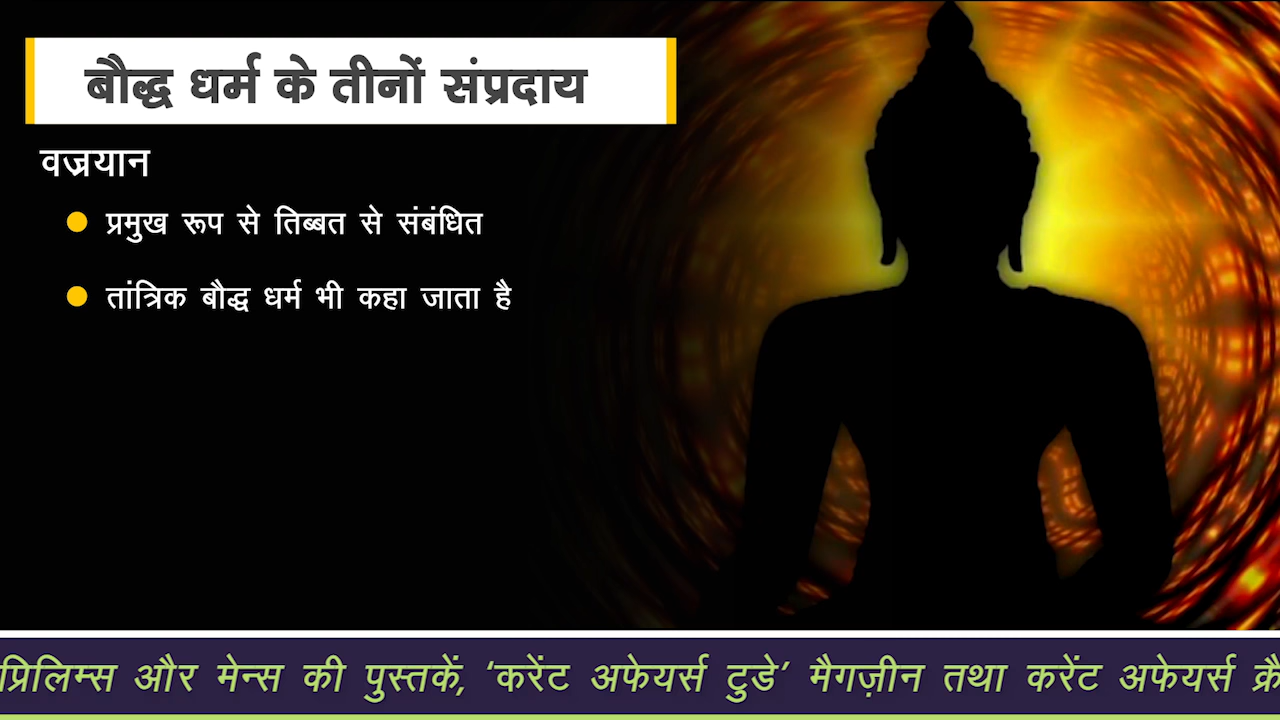 बौद्ध धर्म के तीनों संप्रदाय
वज्रयान
प्रमुख रूप से तिब्बत से संबंधित
तांत्रिक बौद्ध धर्म भी कहा जाता है
प्रिलिम्स और मेन्स की पुस्तकें, 'करेंट अफेयर्स टुडे' मैगज़ीन तथा करेंट अफेयर्स